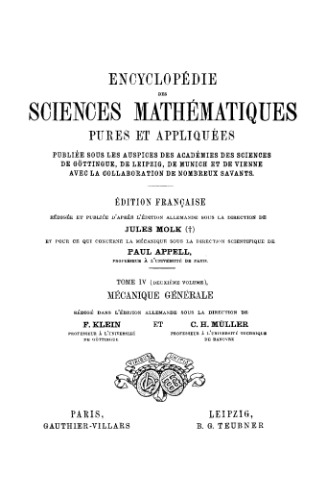 ENCYCLOPÉDIE
DES
SCIENCES MATHÉMATIQUES
PURES ET APPLIQUÉES
PUBLIÉE SOUS LES AUSPICES DES ACADÉMIES DES SCIENCES
DE GÖTTINGUE, DE LEIPZIG, DE MUNICH ET DE VIENNE
AVEC LA COLLABORATION DE NOMBREUX SAVANTS.
ÉDITION FRANÇAISE
RÉDIGÉE ET PUBLIÉE D'APRÈS L'ÉDITION ALLEMANDE SOUS LA DIRECTION DE
JULES MOLK (†)
ET POUR CE QUI CONCERNE LA MÉCANIQUE SOUS LA DIRECTION SCIENTIFIQUE DE
PAUL APPELL,
PROFESSEUR À L'UNIVERSITÉ DE PARIS.
TOME IV (DEUXIÈME VOLUME),
MÉCANIQUE GÉNÉRALE
RÉDIGÉ DANS L'ÉDITION ALLEMANDE SOUS LA DIRECTION DE
F. KLEIN ET C. H. MÜLLER
PROFESSEUR À L'UNIVERSITÉ PROFESSEUR À L'UNIVERSITÉ TECHNIQUE
DE GÖTTINGUE DE HANOVRE
PARIS, LEIPZIG,
GAUTHIER-VILLARS B. G. TEUBNER